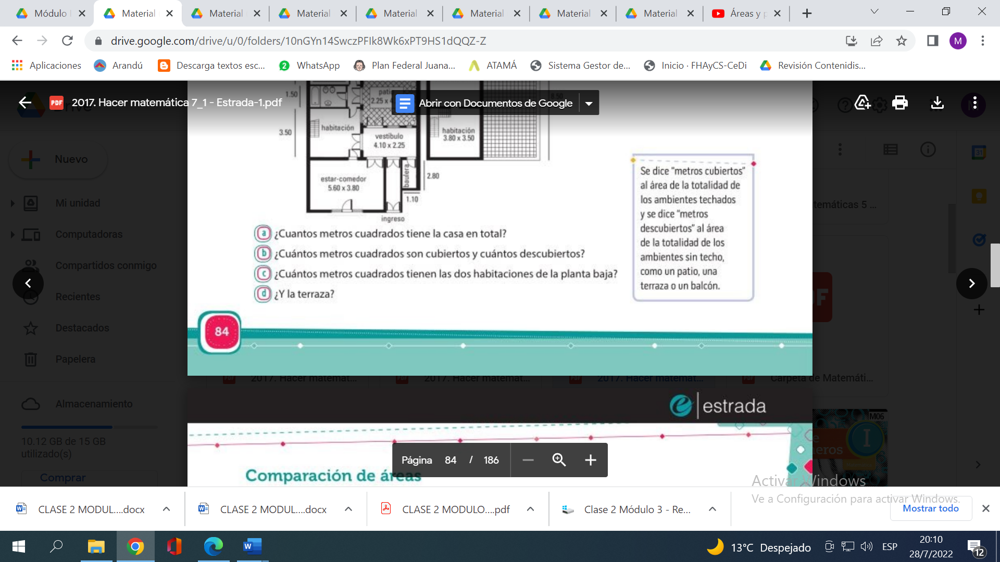 Módulo
Material
Material
Material
Material
Material
Material
Material
Áreas y p
drive.google.com/drive/u/0/folders/10nGYn14SwczPFIk8Wk6xPT9HS1dQQZ-Z
M
Aplicaciones
Arandú
Descarga textos esc...
WhatsApp
Plan Federal Juana...
ATAMÁ
Sistema Gestor de...
Inicio · FHAyCS-CeDi
Revisión Contenidis...
PDF 2017. Hacer matemática 7_1 - Estrada-1.pdf
Abrir con Documentos de Google
Nuevo
Mi unidad
Computadoras
Compartidos conmigo
Recientes
Destacados
Papelera
Almacenamiento
10.12 GB de 15 GB
utilizado(s)
Comprar
1.50
patio
2.25 x 4
8.50
3.50
habitación
vestíbulo
4.10 x 2.25
habitación
3.80 x 3.50
estar-comedor
5.60 x 3.80
baulera
2.80
1.10
ingreso
a ¿Cuantos metros cuadrados tiene la casa en total?
b ¿Cuántos metros cuadrados son cubiertos y cuántos descubiertos?
c ¿Cuántos metros cuadrados tienen las dos habitaciones de la planta baja?
d ¿Y la terraza?
Se dice “metros cubiertos”
al área de la totalidad de
los ambientes techados
y se dice “metros
descubiertos” al área
de la totalidad de los
ambientes sin techo,
como un patio, una
terraza o un balcón.
84
31
temáticas 5 ...
2017. Hacer matemát...
2017. Hacer matemát...
2017. Hacer matemát...
Carpeta de Matemáti...
estrada
M06
Página 84 / 186
Comparación de áreas
Activar Windows
Ve a Configuración para activar Windows.
CLASE 2 MODUL....docx
CLASE 2 MODUL....docx
CLASE 2 MODULO....pdf
Clase 2 Módulo 3 - Re...
Mostrar todo
13°C Despejado
ESP
20:10
28/7/2022
12